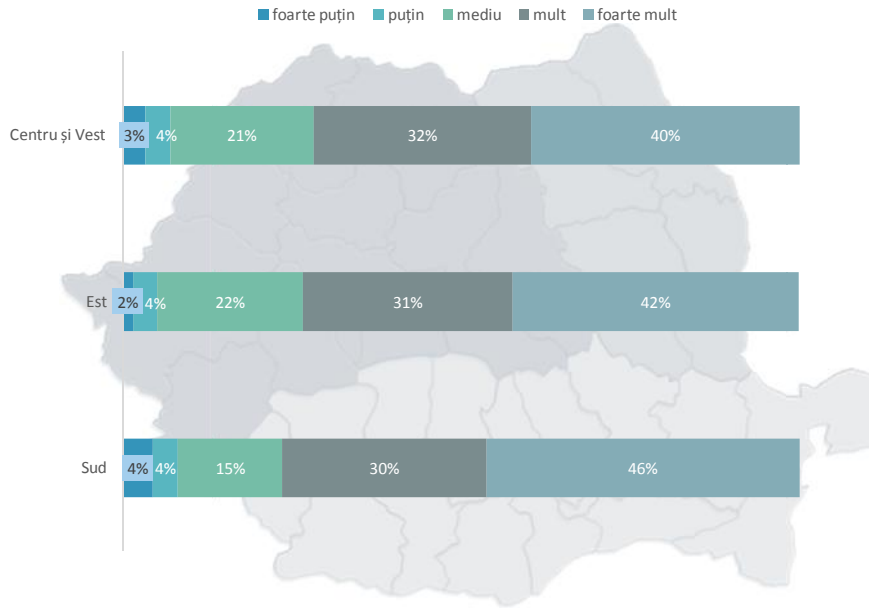 foarte puțin puțin mediu mult foarte mult
Centru și Vest 3% 4% 21% 32% 40%
Est 2% 4% 22% 31% 42%
Sud 4% 4% 15% 30% 46%